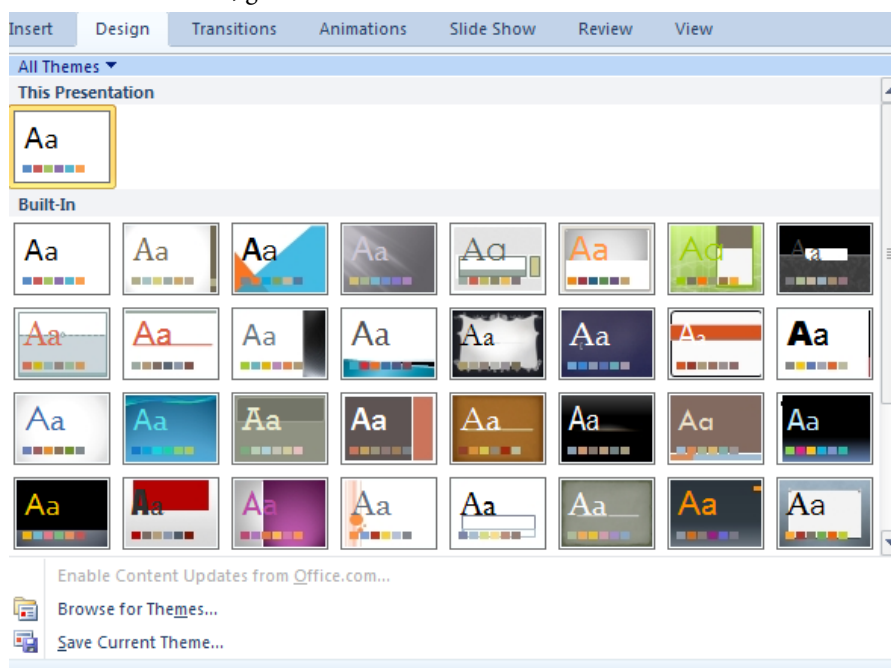 Insert Design Transitions Animations Slide Show Review View
All Themes
This Presentation
Aa
Built-In
Aa Aa Aa Aa Aa Aa Aa Aa
Aa Aa Aa Aa Aa Aa Aa Aa
Aa Aa Aa Aa Aa Aa Aa Aa
Aa Aa Aa Aa Aa Aa Aa Aa
Enable Content Updates from Office.com...
Browse for Themes...
Save Current Theme...